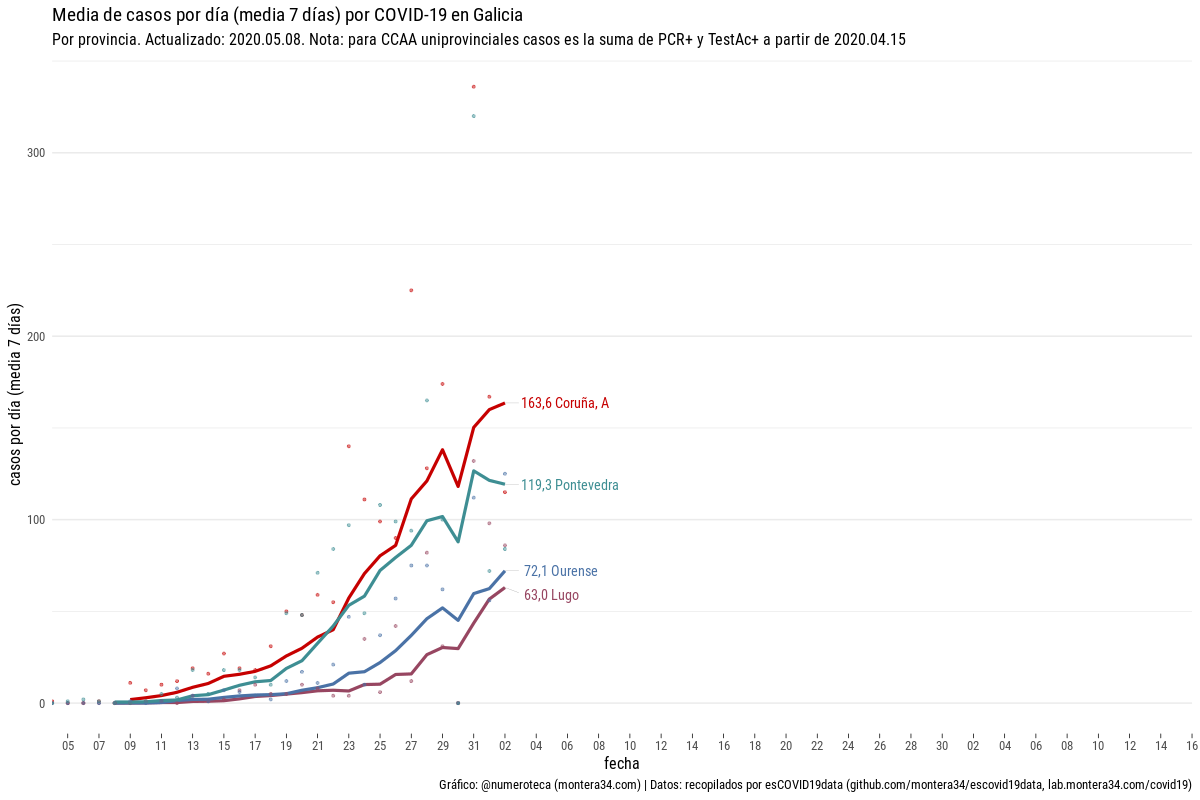 Media de casos por día (media 7 días) por COVID-19 en Galicia
Por provincia. Actualizado: 2020.05.08. Nota: para CCAA uniprovinciales casos es la suma de PCR+ y TestAc+ a partir de 2020.04.15
casos por día (media 7 días)
300
200
100
0
163,6 Coruña, A
119,3 Pontevedra
72,1 Ourense
63,0 Lugo
05 07 09 11 13 15 17 19 21 23 25 27 29 31 02 04 06 08 10 12 14 16 18 20 22 24 26 28 30 02 04 06 08 10 12 14 16
fecha
Gráfico: @numeroteca (montera34.com) | Datos: recopilados por esCOVID19data (github.com/montera34/escovid19data, lab.montera34.com/covid19)